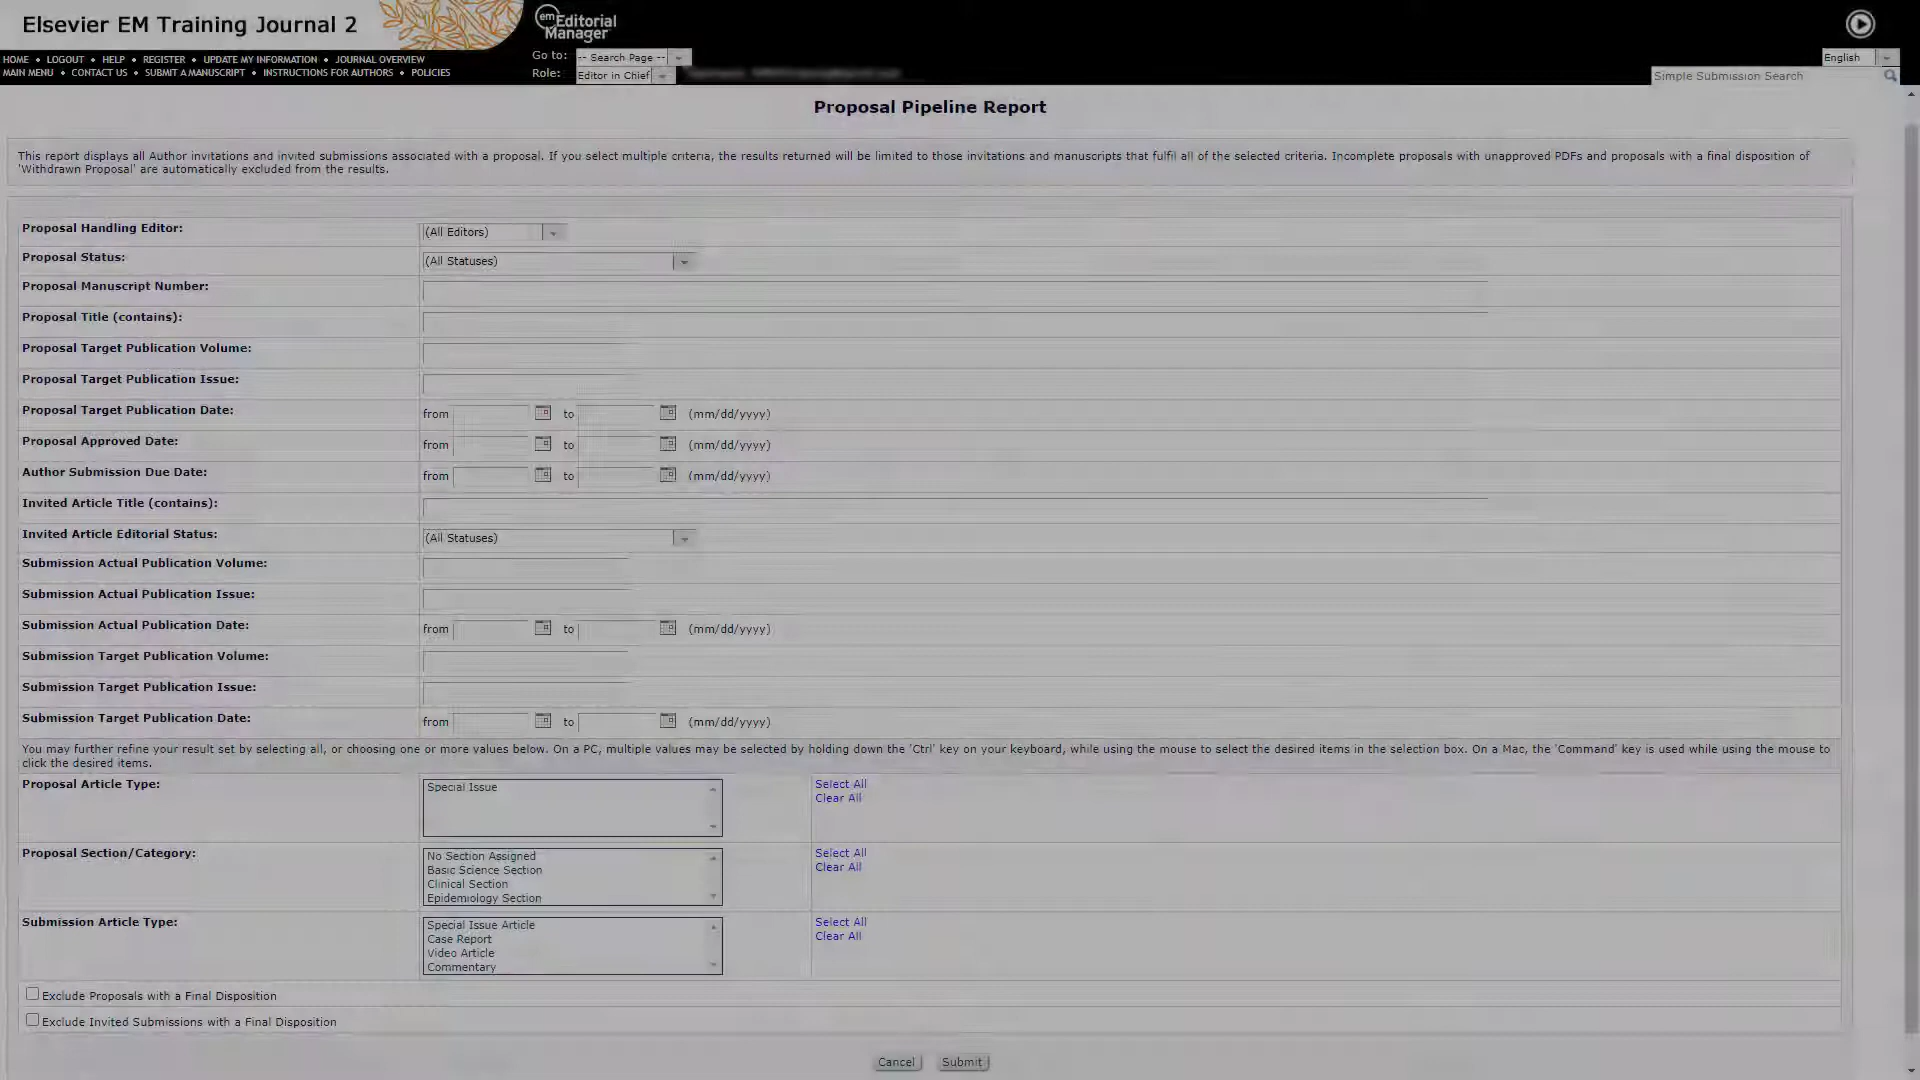 Elsevier EM Training Journal 2
em Editorial
Manager
HOME • LOGOUT • HELP • REGISTER • UPDATE MY INFORMATION • JOURNAL OVERVIEW
MAIN MENU • CONTACT US • SUBMIT A MANUSCRIPT • INSTRUCTIONS FOR AUTHORS • POLICIES
Go to: -- Search Page --
Role: Editor in Chief
English
Simple Submission Search
Proposal Pipeline Report
This report displays all Author invitations and invited submissions associated with a proposal. If you select multiple criteria, the results returned will be limited to those invitations and manuscripts that fulfil all of the selected criteria. Incomplete proposals with unapproved PDFs and proposals with a final disposition of
'Withdrawn Proposal' are automatically excluded from the results.
Proposal Handling Editor: (All Editors)
Proposal Status: (All Statuses)
Proposal Manuscript Number:
Proposal Title (contains):
Proposal Target Publication Volume:
Proposal Target Publication Issue:
Proposal Target Publication Date: from to (mm/dd/yyyy)
Proposal Approved Date: from to (mm/dd/yyyy)
Author Submission Due Date: from to (mm/dd/yyyy)
Invited Article Title (contains):
Invited Article Editorial Status: (All Statuses)
Submission Actual Publication Volume:
Submission Actual Publication Issue:
Submission Actual Publication Date: from to (mm/dd/yyyy)
Submission Target Publication Volume:
Submission Target Publication Issue:
Submission Target Publication Date: from to (mm/dd/yyyy)
You may further refine your result set by selecting all, or choosing one or more values below. On a PC, multiple values may be selected by holding down the 'Ctrl' key on your keyboard, while using the mouse to select the desired items in the selection box. On a Mac, the 'Command' key is used while using the mouse to
click the desired items.
Proposal Article Type: Special Issue Select All
Clear All
Proposal Section/Category: No Section Assigned Select All
Basic Science Section Clear All
Clinical Section
Epidemiology Section
Submission Article Type: Special Issue Article Select All
Case Report Clear All
Video Article
Commentary
Exclude Proposals with a Final Disposition
Exclude Invited Submissions with a Final Disposition
Cancel Submit